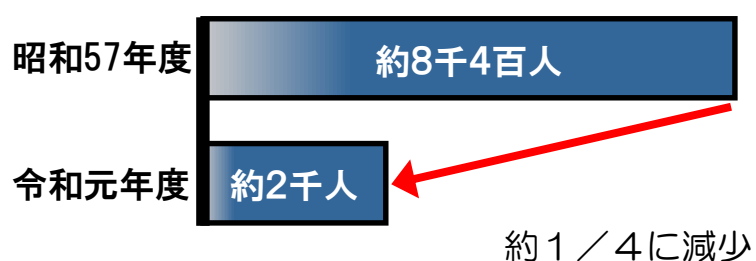 昭和57年度
約8千4百人
令和元年度
約2千人
約１／４に減少